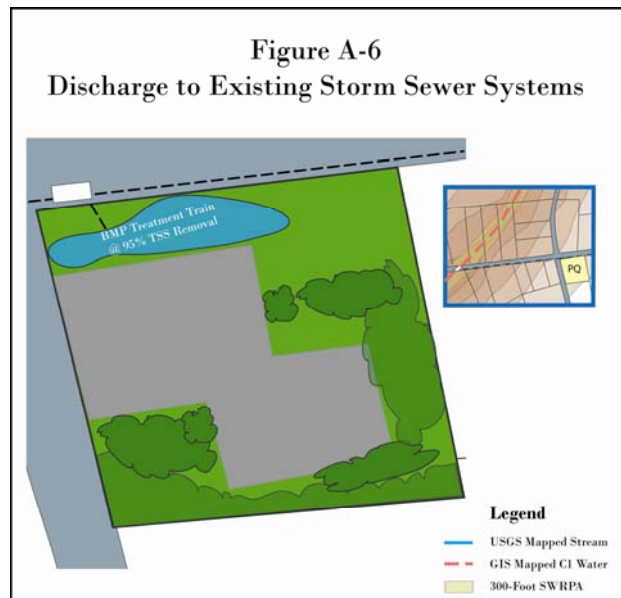 Figure A-6
Discharge to Existing Storm Sewer Systems
BMP Treatment Train
@ 95% TSS Removal
PQ
Legend
USGS Mapped Stream
GIS Mapped C1 Water
300-Foot SWRPA